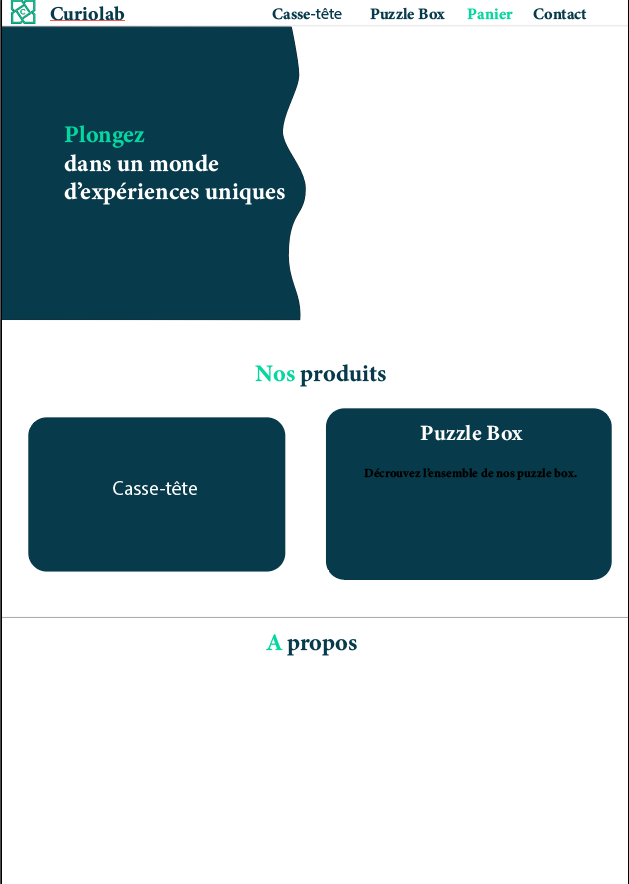 Curiolab Casse-tête Puzzle Box Panier Contact
Plongez
dans un monde
d'expériences uniques
Nos produits
Casse-tête
Puzzle Box
Décrouvez l'ensemble de nos puzzle box.
A propos